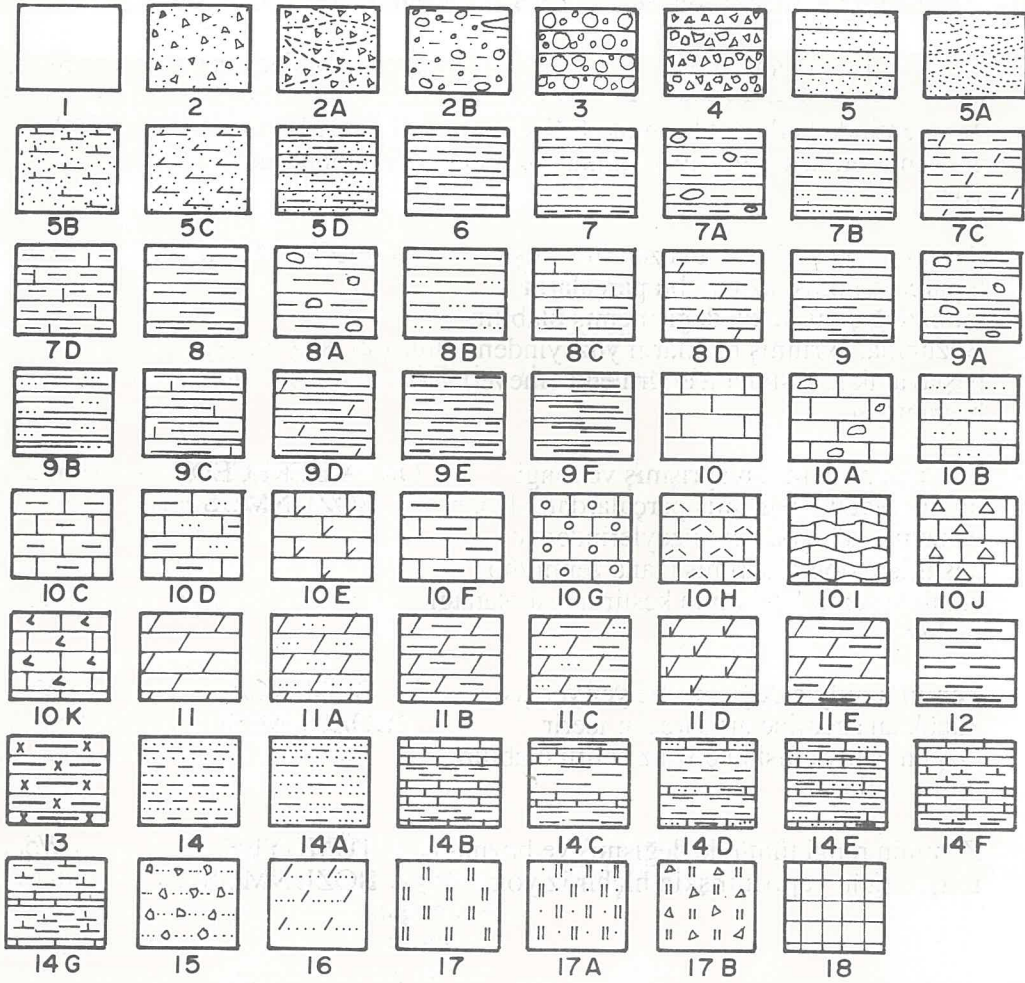 1 2 2A 2B 3 4 5 5A
5B 5C 5D 6 7 7A 7B 7C
7D 8 8A 8B 8C 8D 9 9A
9B 9C 9D 9E 9F 10 10A 10B
10C 10D 10E 10F 10G 10H 10I 10J
10K 11 11A 11B 11C 11D 11E 12
13 14 14A 14B 14C 14D 14E 14F
14G 15 16 17 17A 17B 18